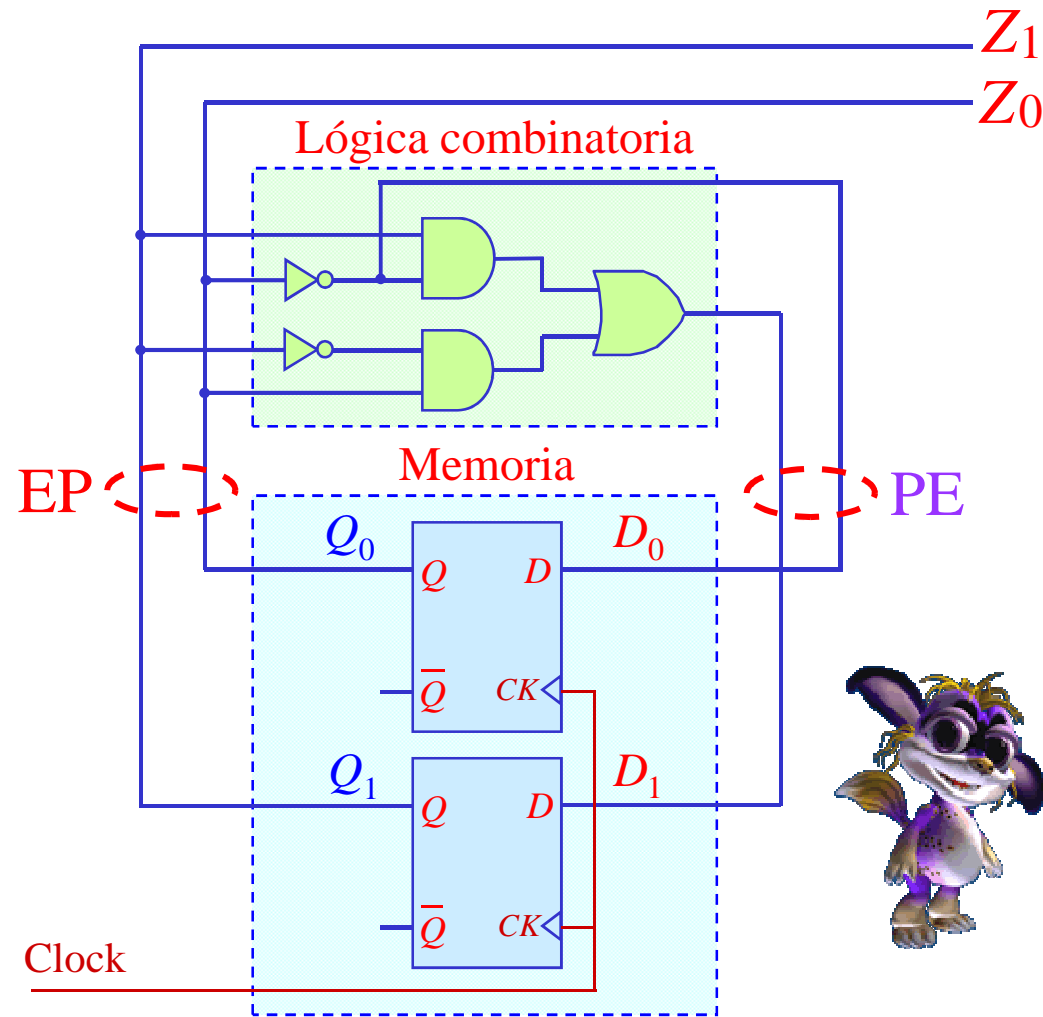 Z1
Z0
Lógica combinatoria
EP
Memoria
PE
Q0
D0
Q
D
Q̅
CK
Q1
D1
Q
D
Q̅
CK
Clock